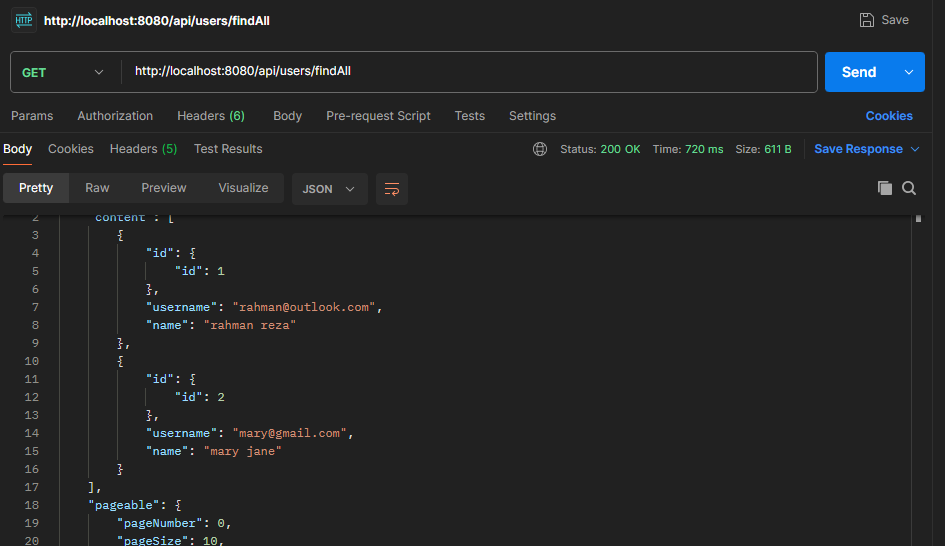 HTTP http://localhost:8080/api/users/findAll Save
GET http://localhost:8080/api/users/findAll Send
Params Authorization Headers (6) Body Pre-request Script Tests Settings Cookies
Body Cookies Headers (5) Test Results Status: 200 OK Time: 720 ms Size: 611 B Save Response
Pretty Raw Preview Visualize JSON
2 "content": [
3 {
4 "id": {
5 "id": 1
6 },
7 "username": "rahman@outlook.com",
8 "name": "rahman reza"
9 },
10 {
11 "id": {
12 "id": 2
13 },
14 "username": "mary@gmail.com",
15 "name": "mary jane"
16 }
17 ],
18 "pageable": {
19 "pageNumber": 0,
20 "pageSize": 10,